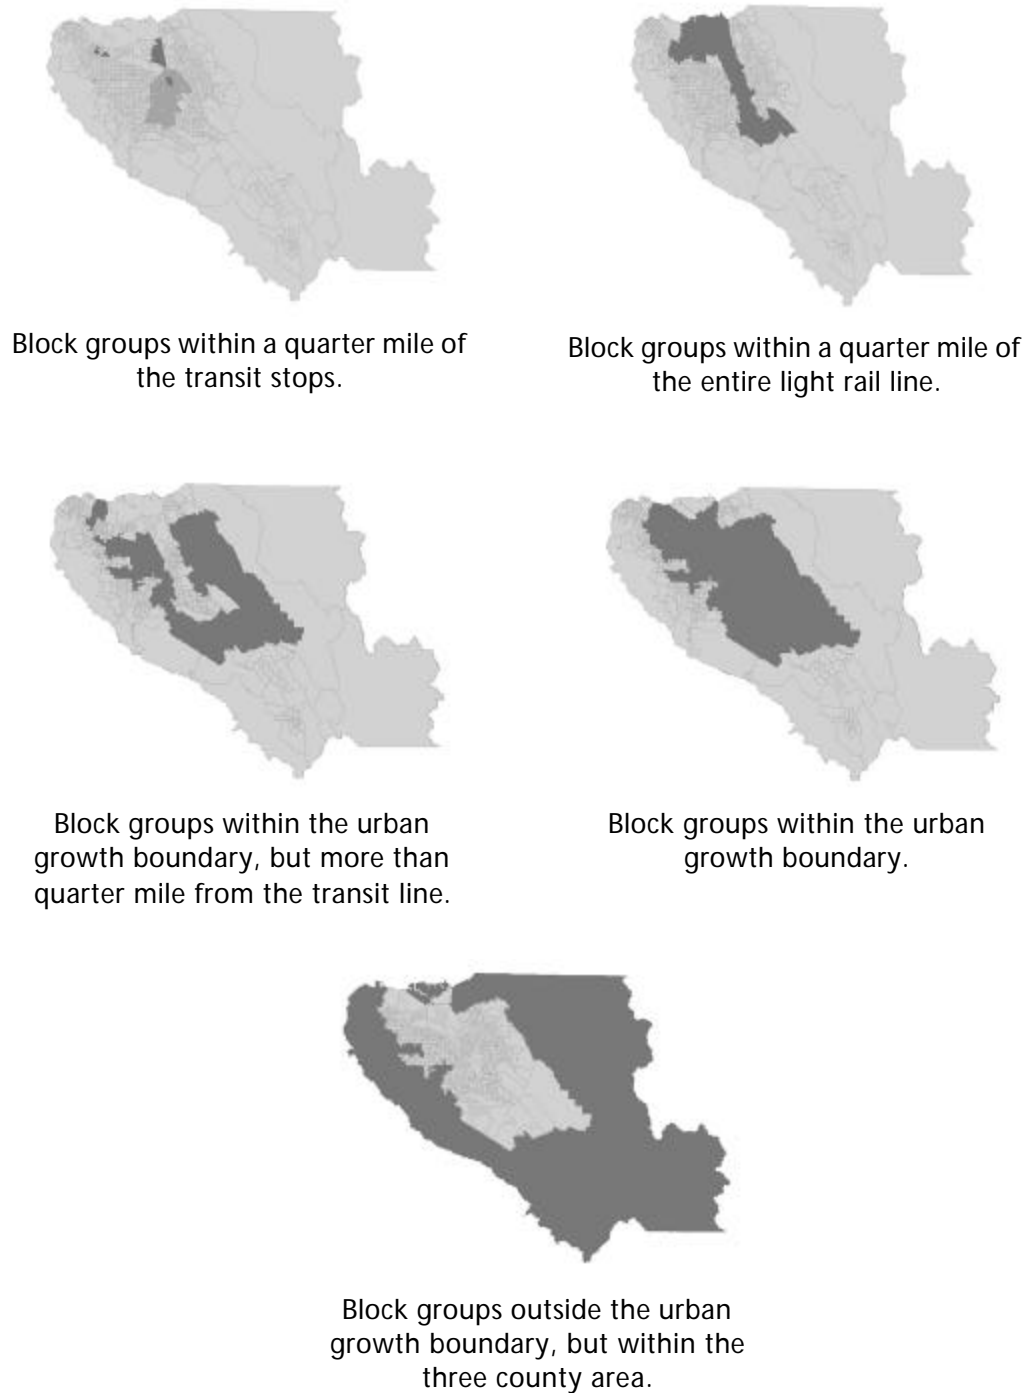 Block groups within a quarter mile of
the transit stops.
Block groups within a quarter mile of
the entire light rail line.
Block groups within the urban
growth boundary, but more than
quarter mile from the transit line.
Block groups within the urban
growth boundary.
Block groups outside the urban
growth boundary, but within the
three county area.